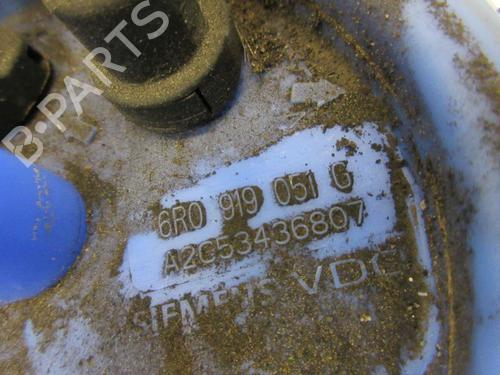 B-PARTS
6R0 919 051 G
A2C53436807
SIEMENS VDO